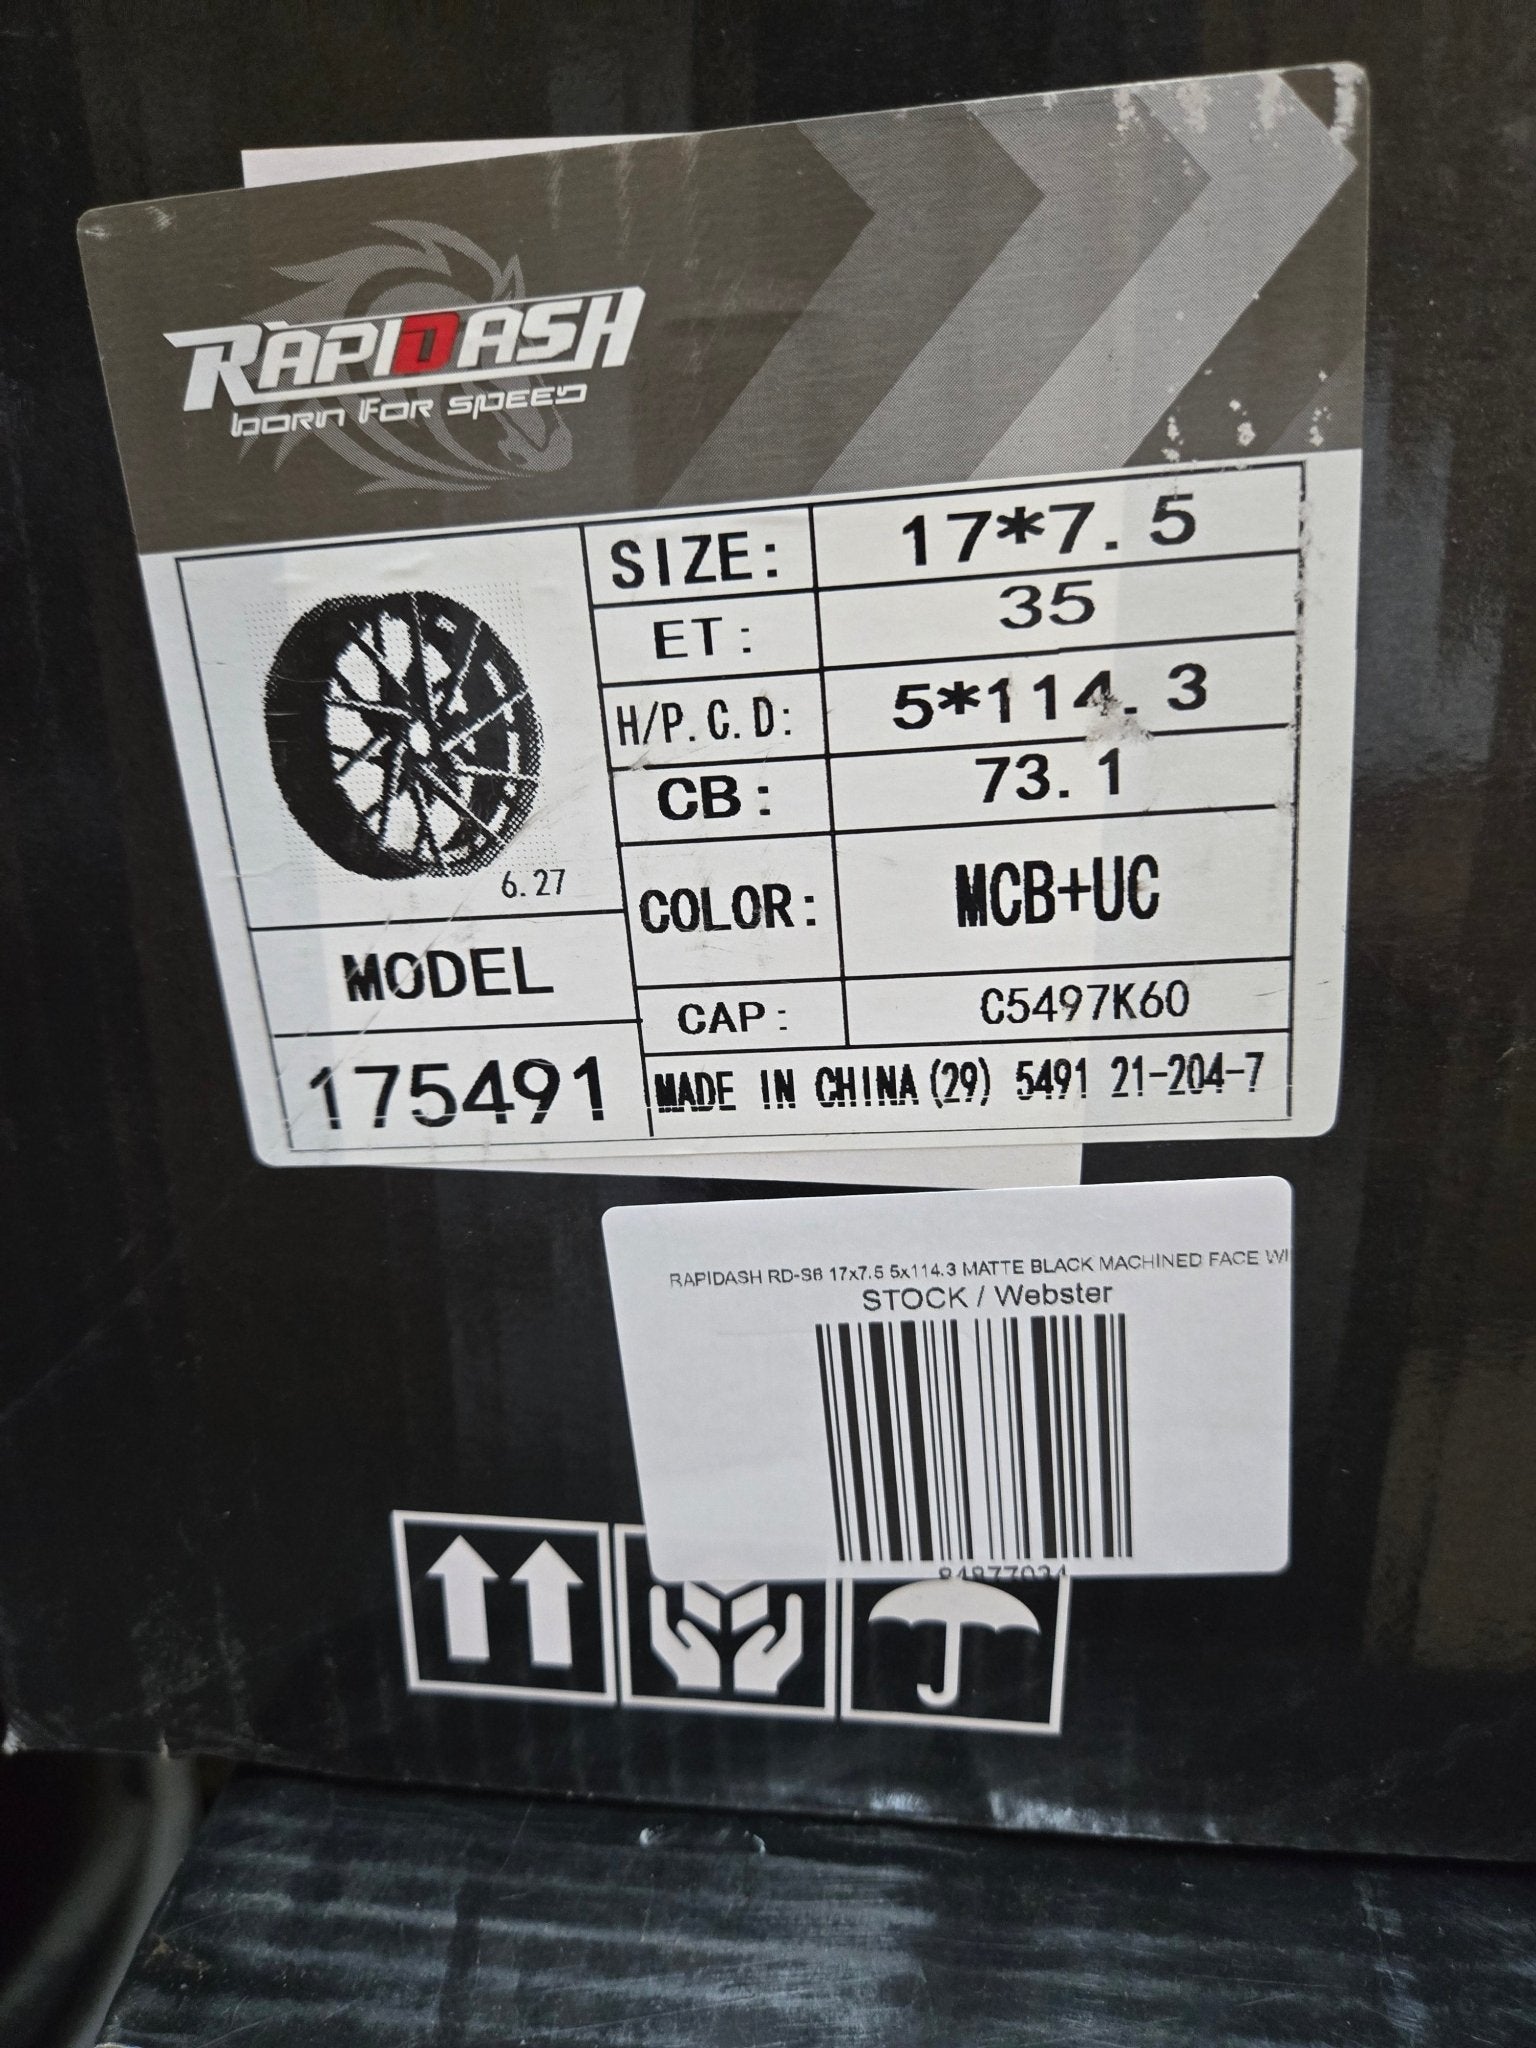 RAPIDASH
BORN FOR SPEED
SIZE: 17*7.5
ET: 35
H/P.C.D: 5*114.3
CB: 73.1
6.27
COLOR: MCB+UC
MODEL
CAP: C5497K60
175491
MADE IN CHINA (29) 5491 21-204-7
RAPIDASH RD-S6 17x7.5 5x114.3 MATTE BLACK MACHINED FACE WI
STOCK / Webster
84877034